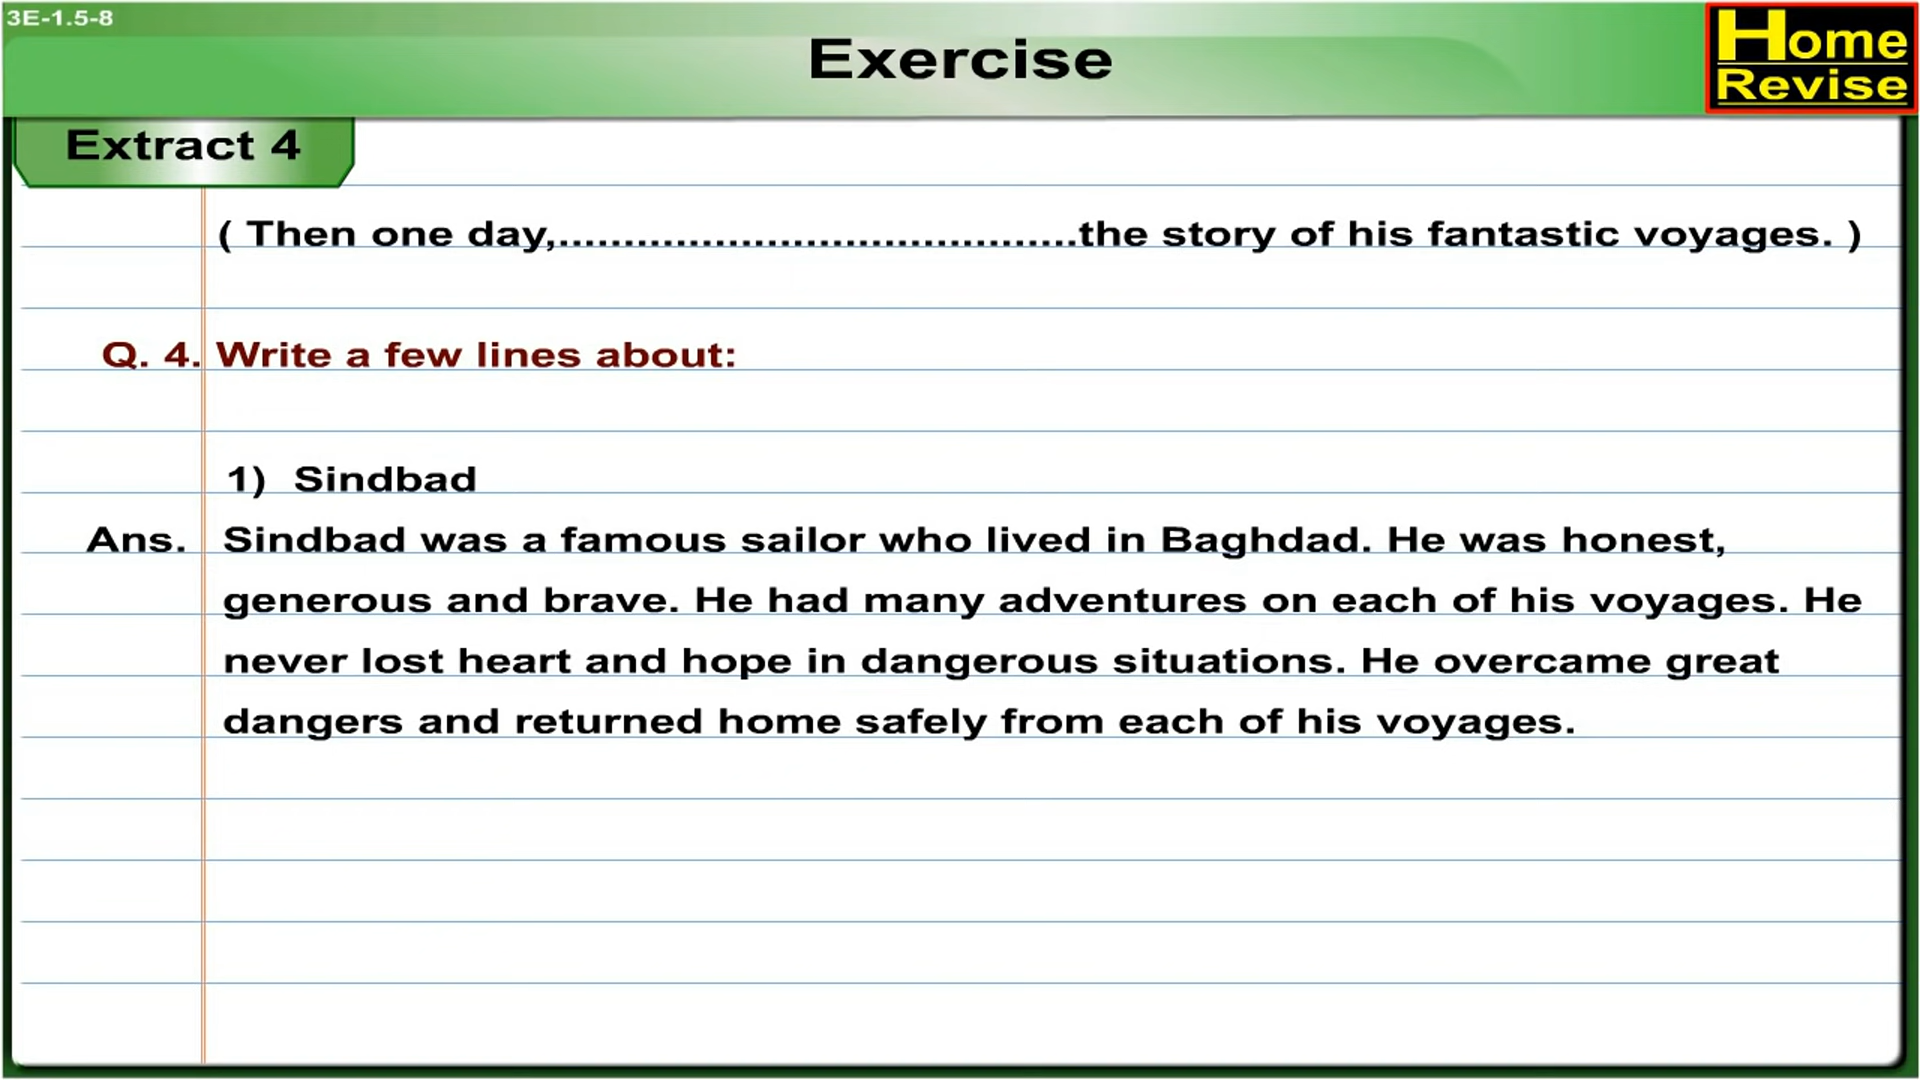 3E-1.5-8
Exercise
Home
Revise
Extract 4
( Then one day,........................................the story of his fantastic voyages. )
Q. 4. Write a few lines about:
1) Sindbad
Ans. Sindbad was a famous sailor who lived in Baghdad. He was honest,
generous and brave. He had many adventures on each of his voyages. He
never lost heart and hope in dangerous situations. He overcame great
dangers and returned home safely from each of his voyages.